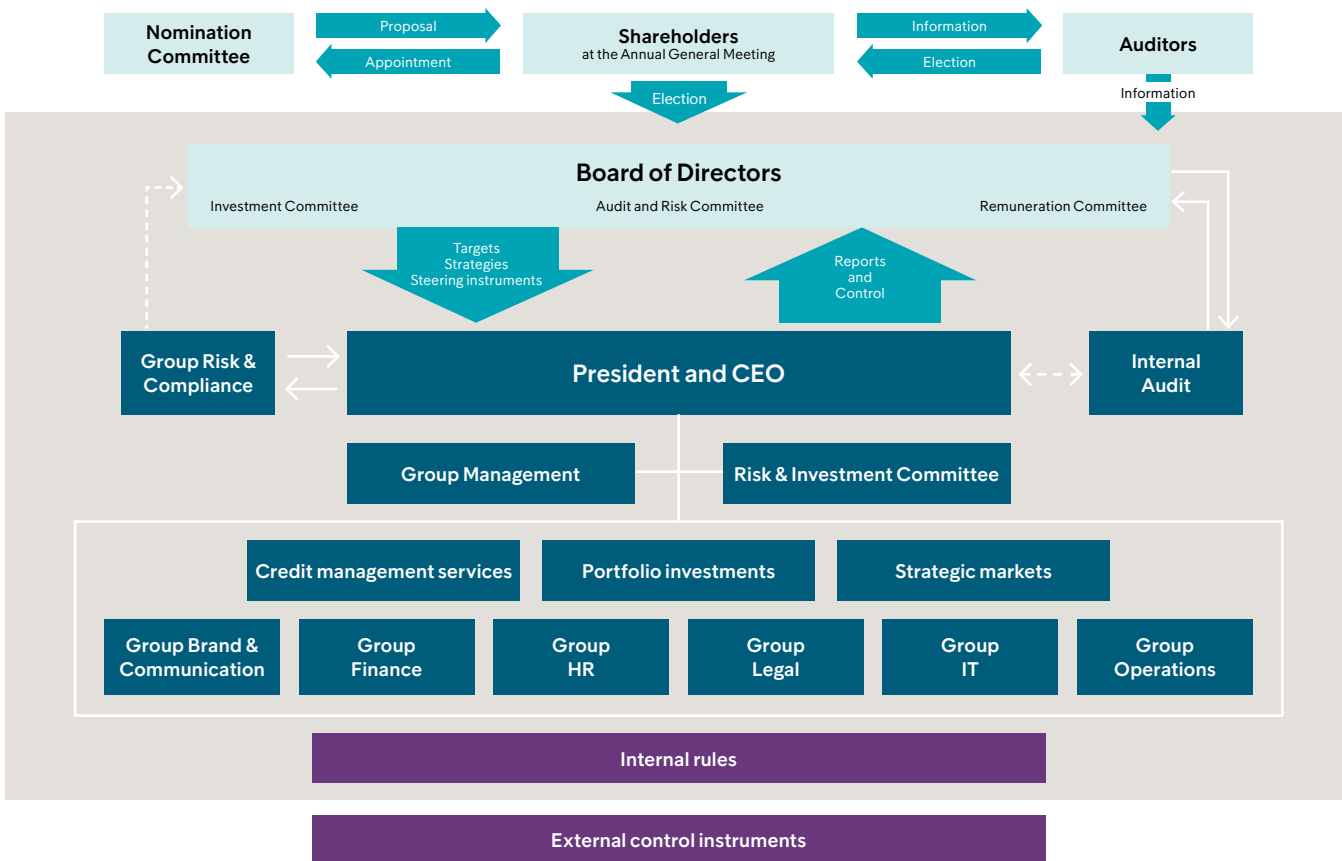 Nomination
Committee
Proposal
Appointment
Shareholders
at the Annual General Meeting
Information
Election
Auditors
Election
Information
Board of Directors
Investment Committee
Audit and Risk Committee
Remuneration Committee
Targets
Strategies
Steering instruments
Reports
and
Control
Group Risk &
Compliance
President and CEO
Internal
Audit
Group Management
Risk & Investment Committee
Credit management services
Portfolio investments
Strategic markets
Group Brand &
Communication
Group
Finance
Group
HR
Group
Legal
Group
IT
Group
Operations
Internal rules
External control instruments